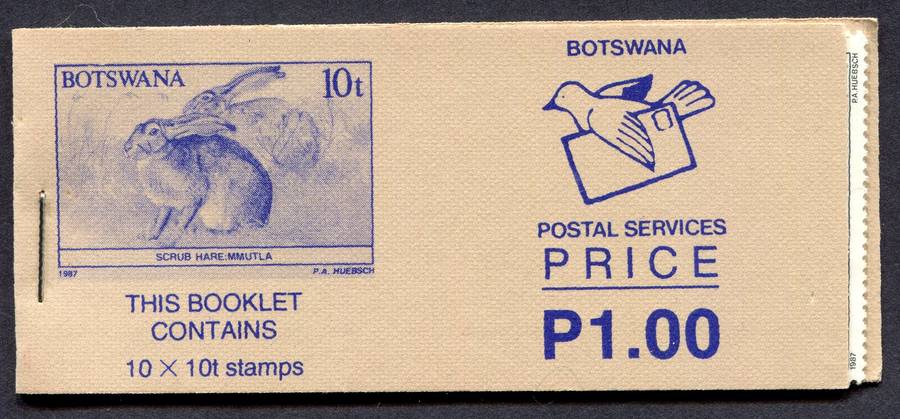 BOTSWANA 10t
SCRUB HARE:MMUTLA
1987 P.A. HUEBSCH
THIS BOOKLET
CONTAINS
10 × 10t stamps
BOTSWANA
POSTAL SERVICES
PRICE
P1.00
P.A. HUEBSCH
1987